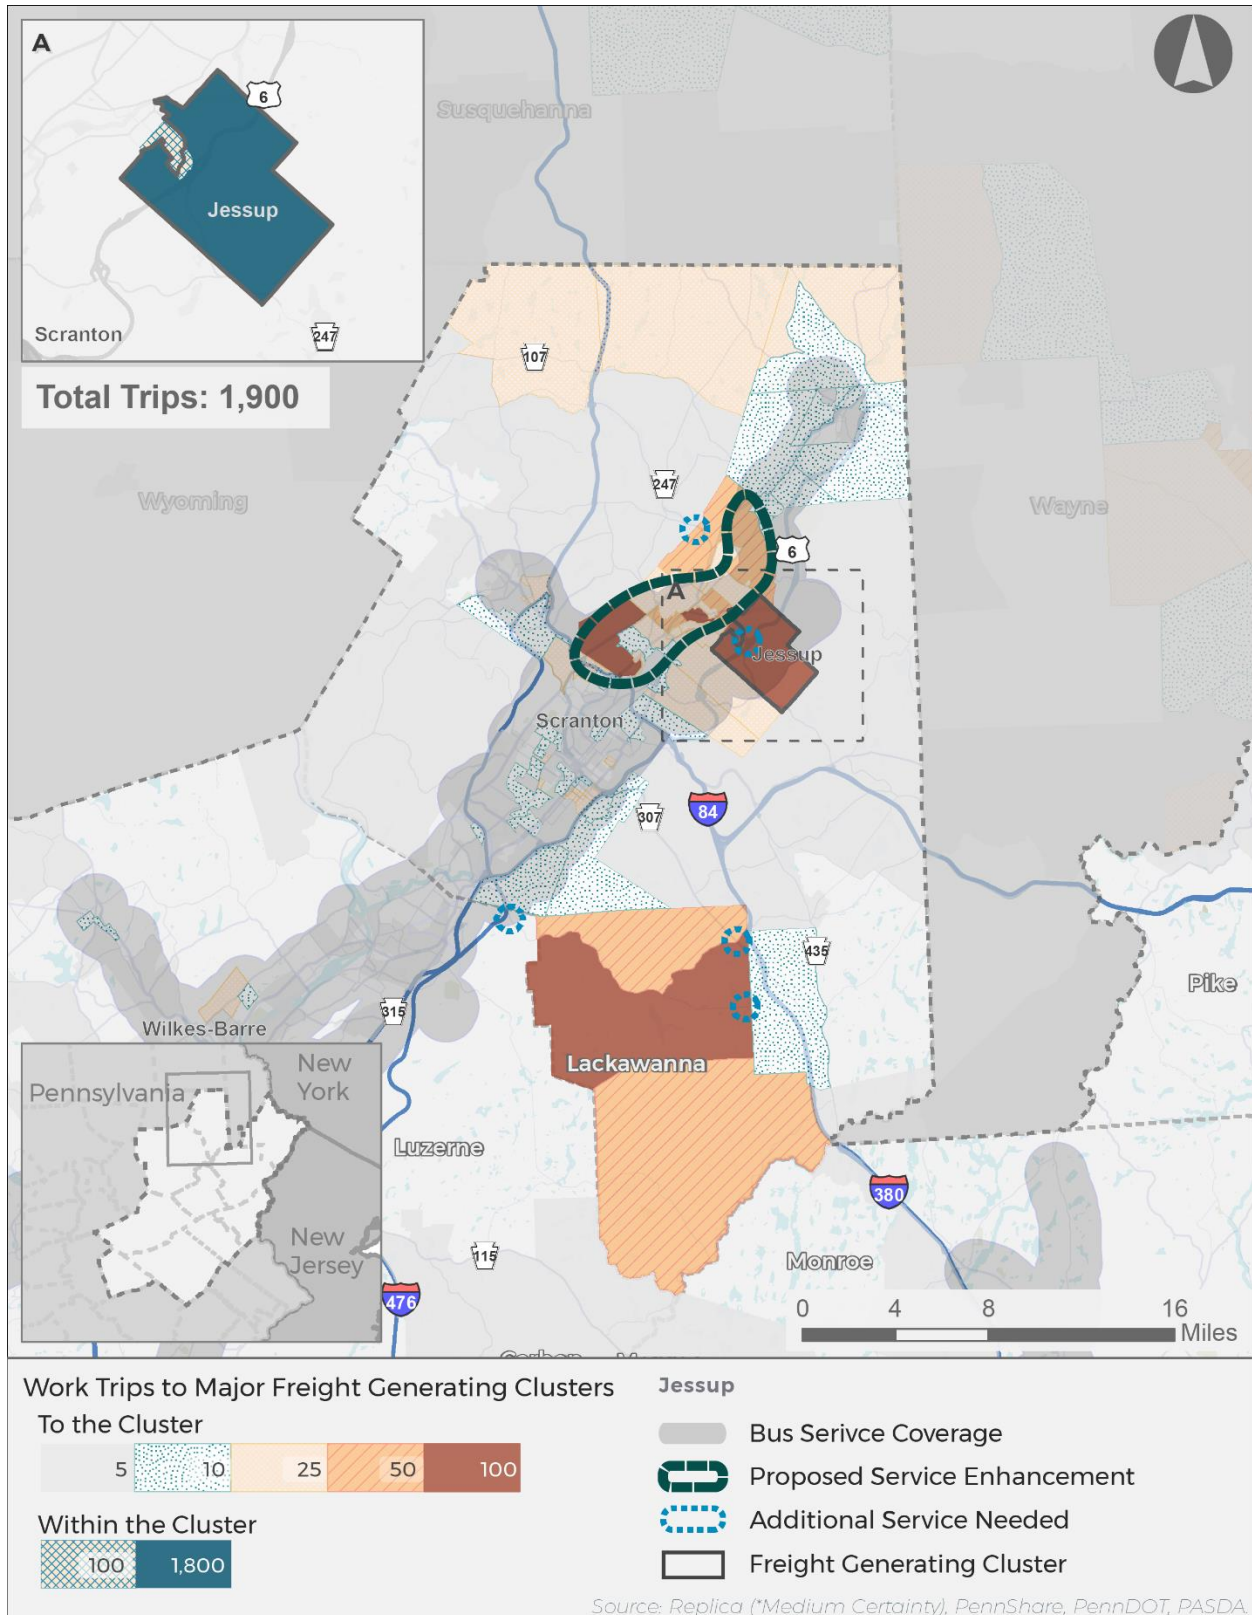 A
6
Jessup
Scranton
247
Total Trips: 1,900
Susquehanna
107
Wyoming
247
Wayne
6
A
Jessup
Scranton
307
84
435
Pike
315
Wilkes-Barre
Lackawanna
Pennsylvania
New
York
Luzerne
380
New
Jersey
115
Monroe
476
0 4 8 16
Miles
Work Trips to Major Freight Generating Clusters
To the Cluster
5 10 25 50 100
Within the Cluster
100 1,800
Jessup
Bus Serivce Coverage
Proposed Service Enhancement
Additional Service Needed
Freight Generating Cluster
Source: Replica (*Medium Certainty), PennShare, PennDOT, PASDA